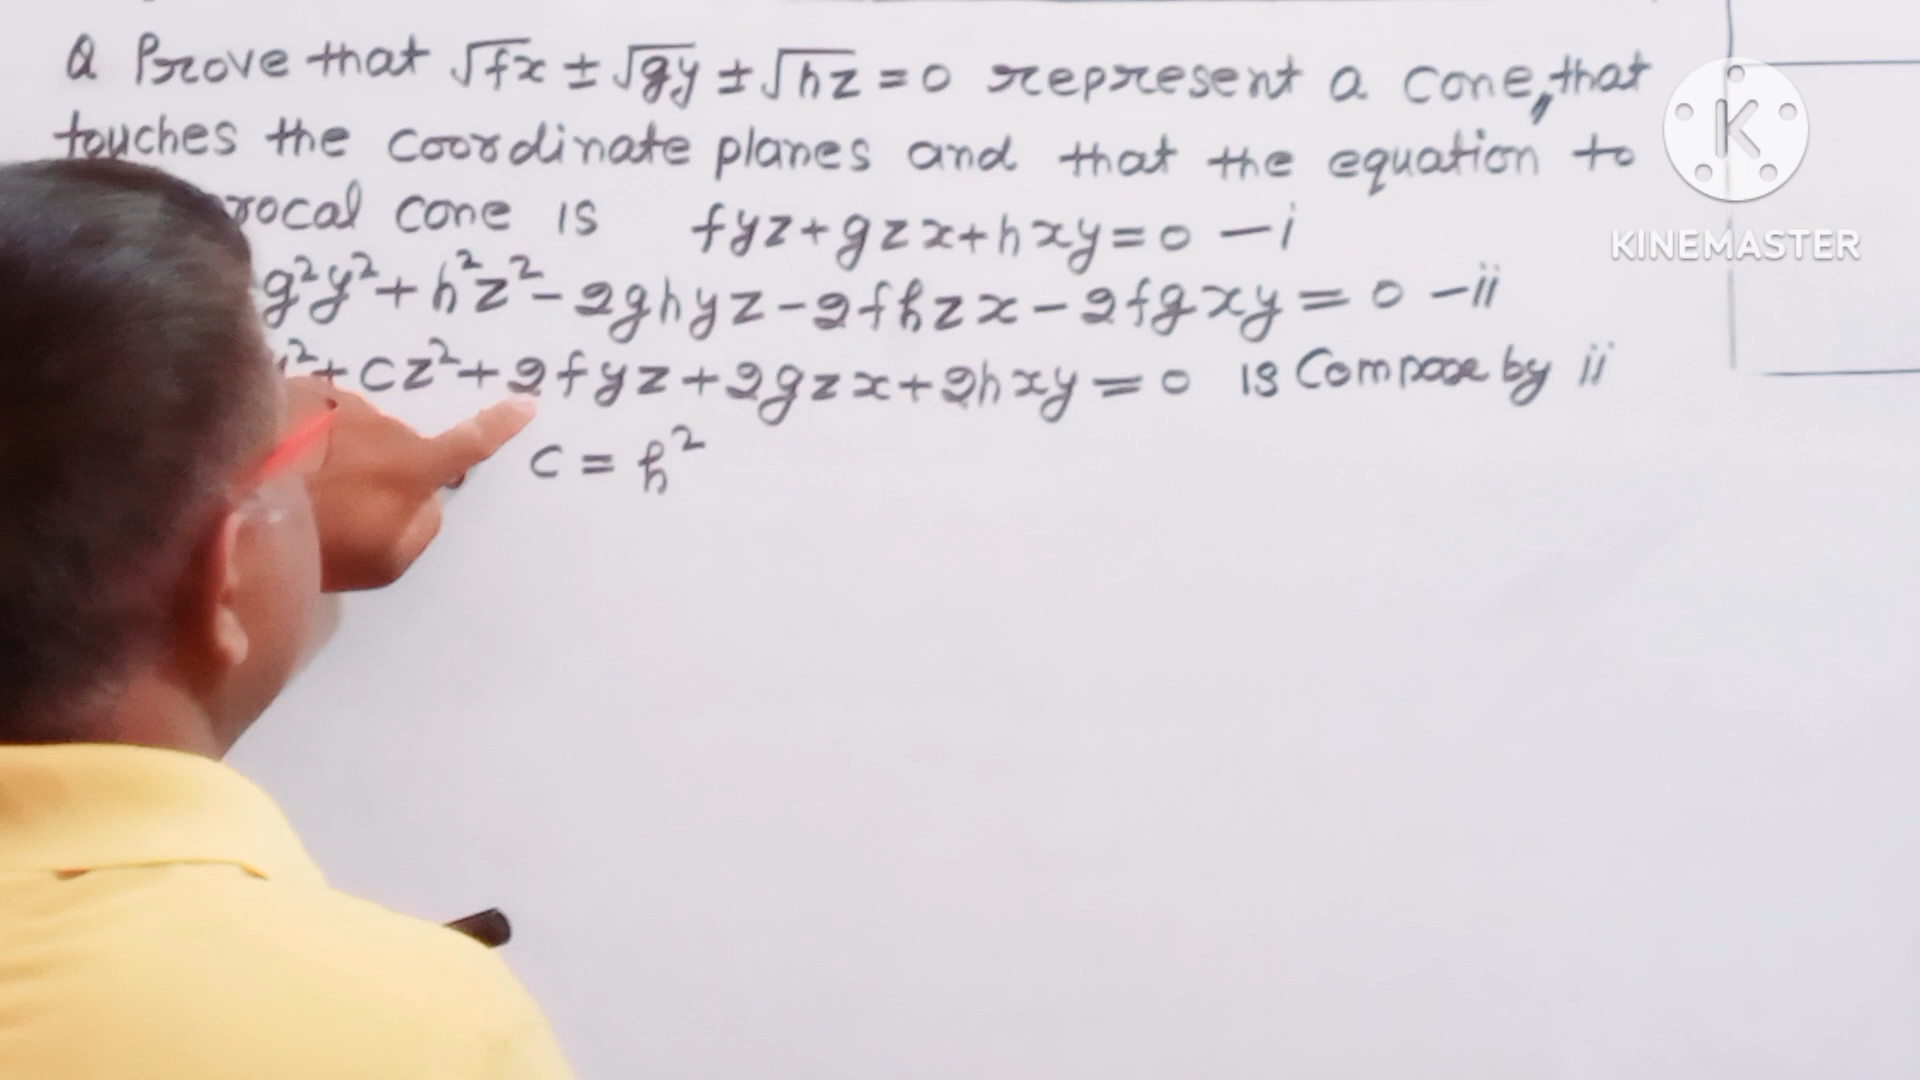 Q Prove that √fx ± √gy ± √hz = 0 represent a cone, that
touches the coordinate planes and that the equation to
cone is fyz + gzx + hxy = 0 - i
g²y² + h²z² - 2ghyz - 2fhzx - 2fgxy = 0 - ii
² + cz² + 2fyz + 2gzx + 2hxy = 0 is Compose by ii
c = h²
K
KINEMASTER